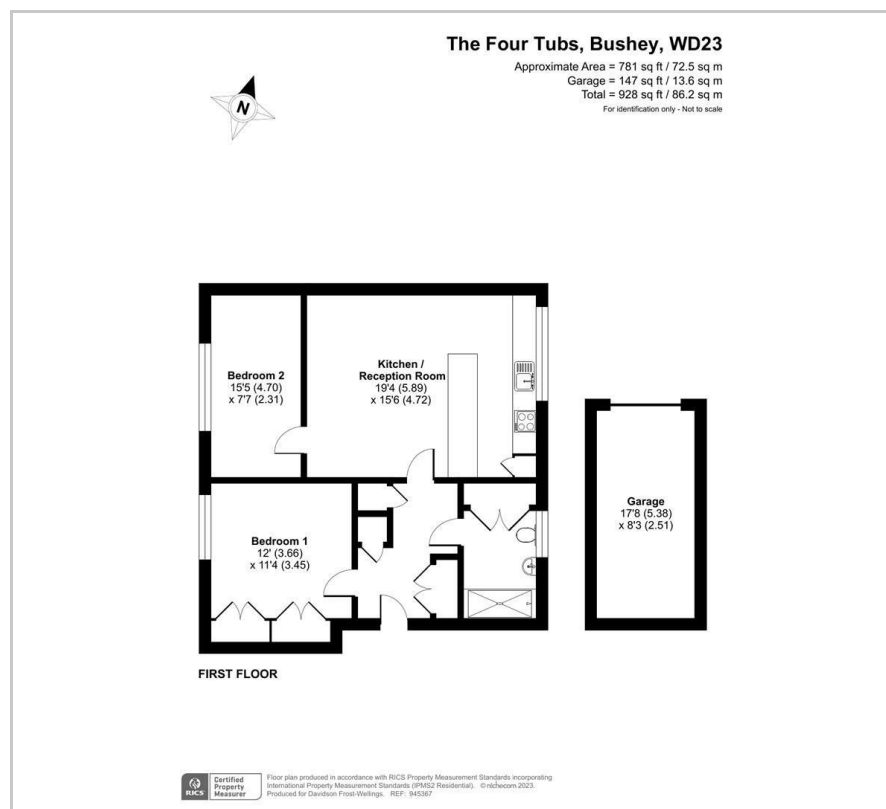 The Four Tubs, Bushey, WD23
Approximate Area = 781 sq ft / 72.5 sq m
Garage = 147 sq ft / 13.6 sq m
Total = 928 sq ft / 86.2 sq m
For identification only - Not to scale
N
Bedroom 2
15'5 (4.70)
x 7'7 (2.31)
Kitchen /
Reception Room
19'4 (5.89)
x 15'6 (4.72)
Bedroom 1
12' (3.66)
x 11'4 (3.45)
Garage
17'8 (5.38)
x 8'3 (2.51)
FIRST FLOOR
RICS
Certified
Property
Measurer
Floor plan produced in accordance with RICS Property Measurement Standards incorporating
International Property Measurement Standards (IPMS2 Residential). © nichecom 2023.
Produced for Davidson Frost-Wellings. REF: 945367